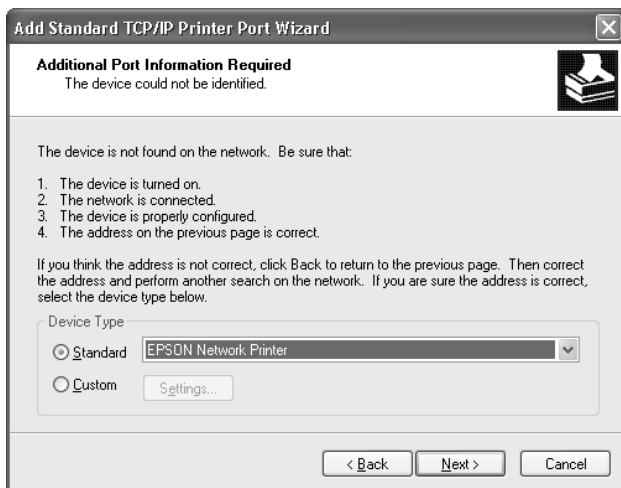 Add Standard TCP/IP Printer Port Wizard
Additional Port Information Required
The device could not be identified.
The device is not found on the network. Be sure that:
1. The device is turned on.
2. The network is connected.
3. The device is properly configured.
4. The address on the previous page is correct.
If you think the address is not correct, click Back to return to the previous page. Then correct
the address and perform another search on the network. If you are sure the address is correct,
select the device type below.
Device Type
Standard EPSON Network Printer
Custom Settings...
< Back Next > Cancel